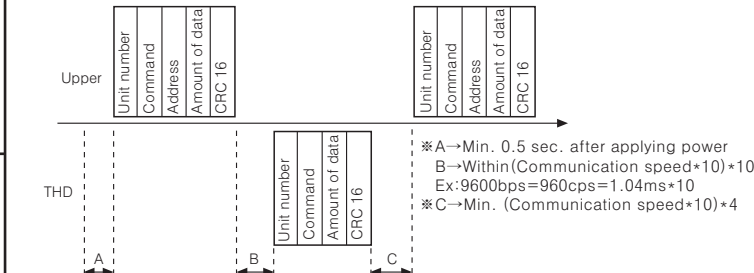 Unit number
Command
Address
Amount of data
CRC 16
Unit number
Command
Address
Amount of data
CRC 16
Upper
※A→Min. 0.5 sec. after applying power
B→Within(Communication speed*10)*10
Ex:9600bps=960cps=1.04ms*10
※C→Min. (Communication speed*10)*4
THD
Unit number
Command
Amount of data
CRC 16
A
B
C